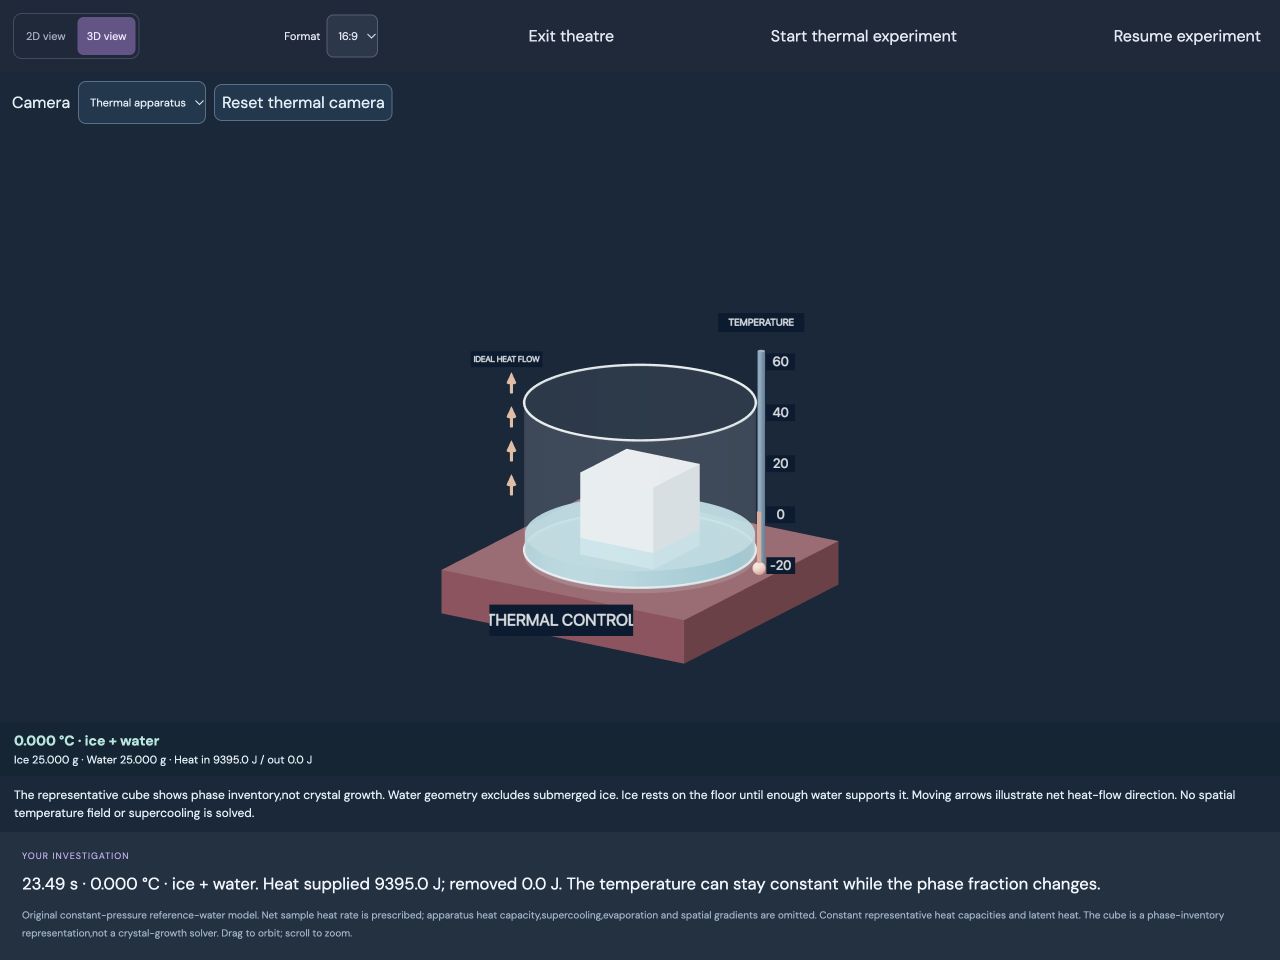 2D view
3D view
Format
16:9
Exit theatre
Start thermal experiment
Resume experiment
Camera
Thermal apparatus
Reset thermal camera
TEMPERATURE
IDEAL HEAT FLOW
60
40
20
0
-20
THERMAL CONTROL
0.000 °C · ice + water
Ice 25.000 g · Water 25.000 g · Heat in 9395.0 J / out 0.0 J
The representative cube shows phase inventory,not crystal growth. Water geometry excludes submerged ice. Ice rests on the floor until enough water supports it. Moving arrows illustrate net heat-flow direction. No spatial
temperature field or supercooling is solved.
YOUR INVESTIGATION
23.49 s · 0.000 °C · ice + water. Heat supplied 9395.0 J; removed 0.0 J. The temperature can stay constant while the phase fraction changes.
Original constant-pressure reference-water model. Net sample heat rate is prescribed; apparatus heat capacity,supercooling,evaporation and spatial gradients are omitted. Constant representative heat capacities and latent heat. The cube is a phase-inventory
representation,not a crystal-growth solver. Drag to orbit; scroll to zoom.